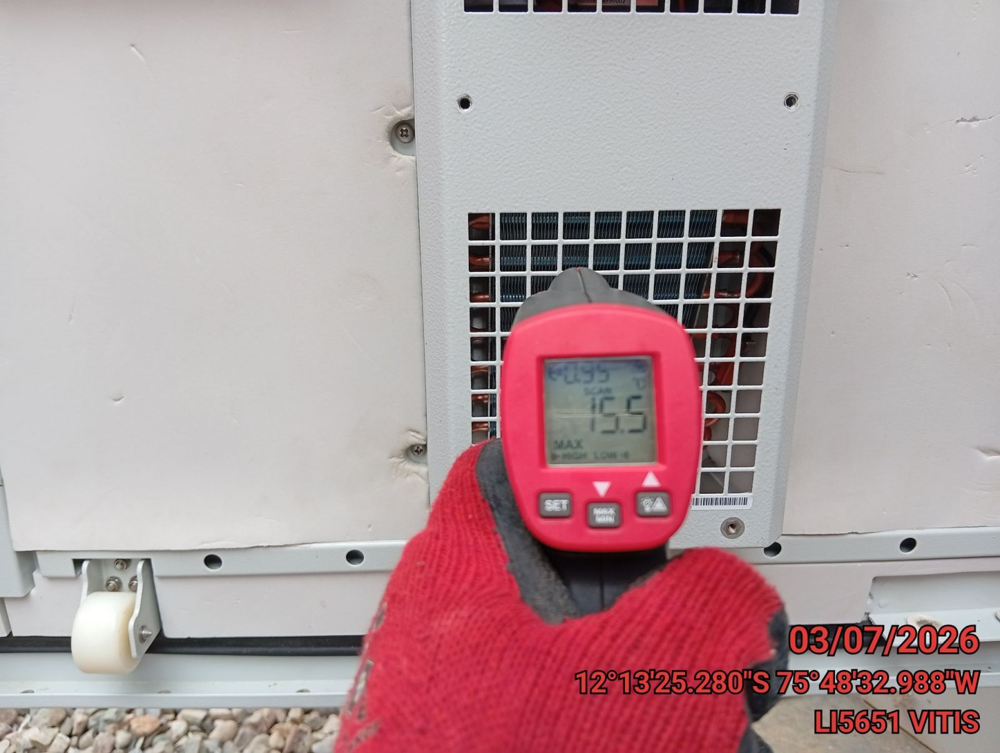 0.95
°C
SCAN
15.5
MAX
HIGH LOW
SET
MAX
MIN
03/07/2026
12°13'25.280"S 75°48'32.988"W
LI5651 VITIS